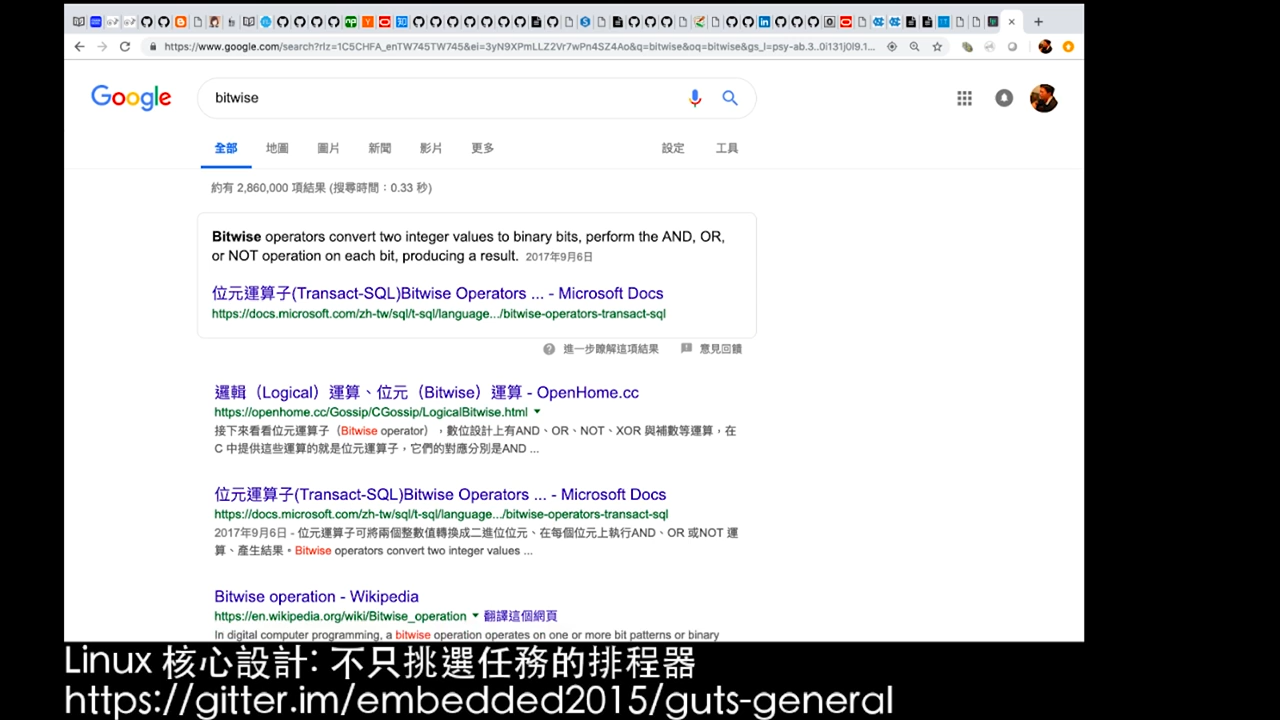 https://www.google.com/search?rlz=1C5CHFA_enTW745TW745&ei=3yN9XPmLLZ2Vr7wPn4SZ4Ao&q=bitwise&oq=bitwise&gs_l=psy-ab.3..0i131j0l9.1...
Google
bitwise
全部 地圖 圖片 新聞 影片 更多 設定 工具
約有 2,860,000 項結果 (搜尋時間：0.33 秒)
Bitwise operators convert two integer values to binary bits, perform the AND, OR,
or NOT operation on each bit, producing a result. 2017年9月6日
位元運算子(Transact-SQL)Bitwise Operators ... - Microsoft Docs
https://docs.microsoft.com/zh-tw/sql/t-sql/language.../bitwise-operators-transact-sql
進一步瞭解這項結果 意見回饋
邏輯（Logical）運算、位元（Bitwise）運算 - OpenHome.cc
https://openhome.cc/Gossip/CGossip/LogicalBitwise.html
接下來看看位元運算子（Bitwise operator），數位設計上有AND、OR、NOT、XOR 與補數等運算，在
C 中提供這些運算的就是位元運算子，它們的對應分別是AND ...
位元運算子(Transact-SQL)Bitwise Operators ... - Microsoft Docs
https://docs.microsoft.com/zh-tw/sql/t-sql/language.../bitwise-operators-transact-sql
2017年9月6日 - 位元運算子可將兩個整數值轉換成二進位位元、在每個位元上執行AND、OR 或NOT 運
算、產生結果。Bitwise operators convert two integer values ...
Bitwise operation - Wikipedia
https://en.wikipedia.org/wiki/Bitwise_operation 翻譯這個網頁
In digital computer programming, a bitwise operation operates on one or more bit patterns or binary
Linux 核心設計: 不只挑選任務的排程器
https://gitter.im/embedded2015/guts-general